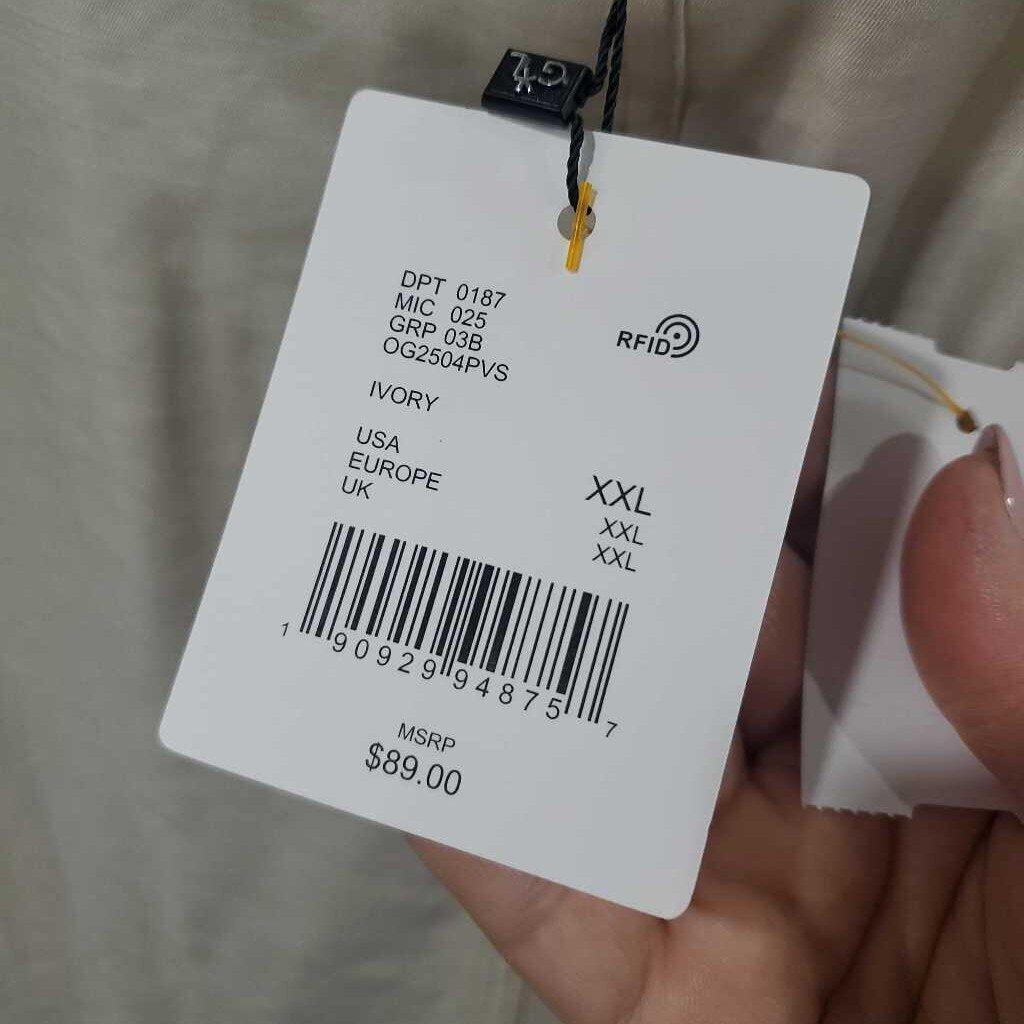 DPT 0187
MIC 025
GRP 03B
OG2504PVS
RFID
IVORY
USA XXL
EUROPE XXL
UK XXL
1 90929 94875 7
MSRP
$89.00